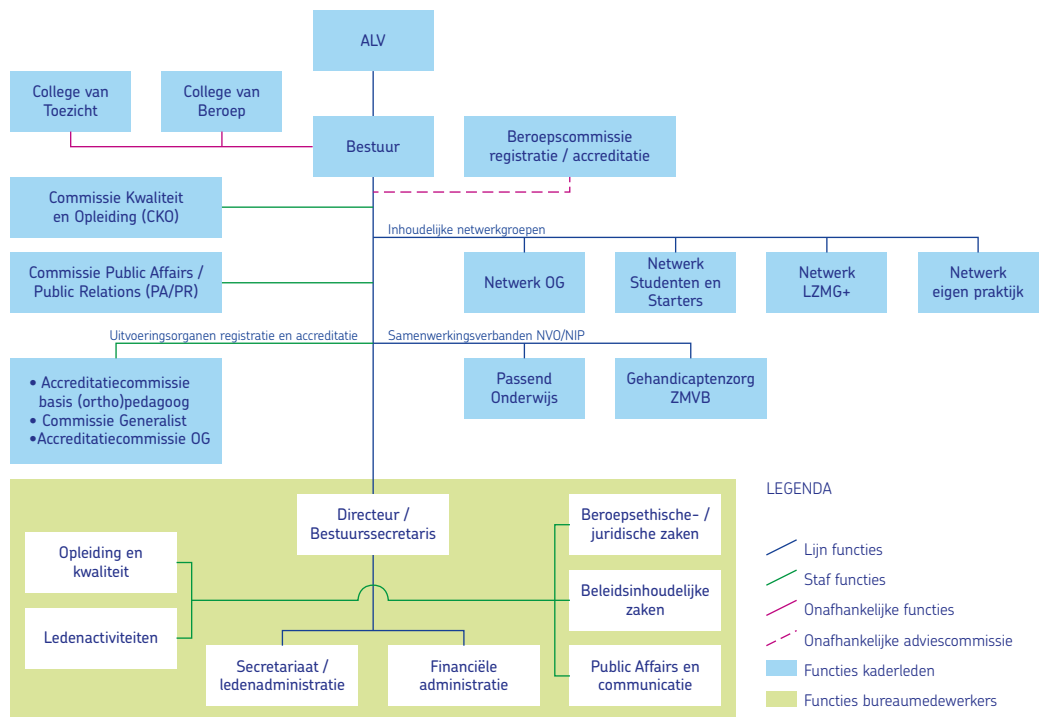 ALV
College van
Toezicht
College van
Beroep
Bestuur
Beroepscommissie
registratie / accreditatie
Commissie Kwaliteit
en Opleiding (CKO)
Inhoudelijke netwerkgroepen
Commissie Public Affairs /
Public Relations (PA/PR)
Netwerk OG
Netwerk
Studenten en
Starters
Netwerk
LZMG+
Netwerk
eigen praktijk
Uitvoeringsorganen registratie en accreditatie
Samenwerkingsverbanden NVO/NIP
• Accreditatiecommissie
basis (ortho)pedagoog
• Commissie Generalist
•Accreditatiecommissie OG
Passend
Onderwijs
Gehandicaptenzorg
ZMVB
Directeur /
Bestuurssecretaris
Opleiding en
kwaliteit
Ledenactiviteiten
Secretariaat /
ledenadministratie
Financiële
administratie
Beroepsethische- /
juridische zaken
Beleidsinhoudelijke
zaken
Public Affairs en
communicatie
LEGENDA
Lijn functies
Staf functies
Onafhankelijke functies
Onafhankelijke adviescommissie
Functies kaderleden
Functies bureaumedewerkers